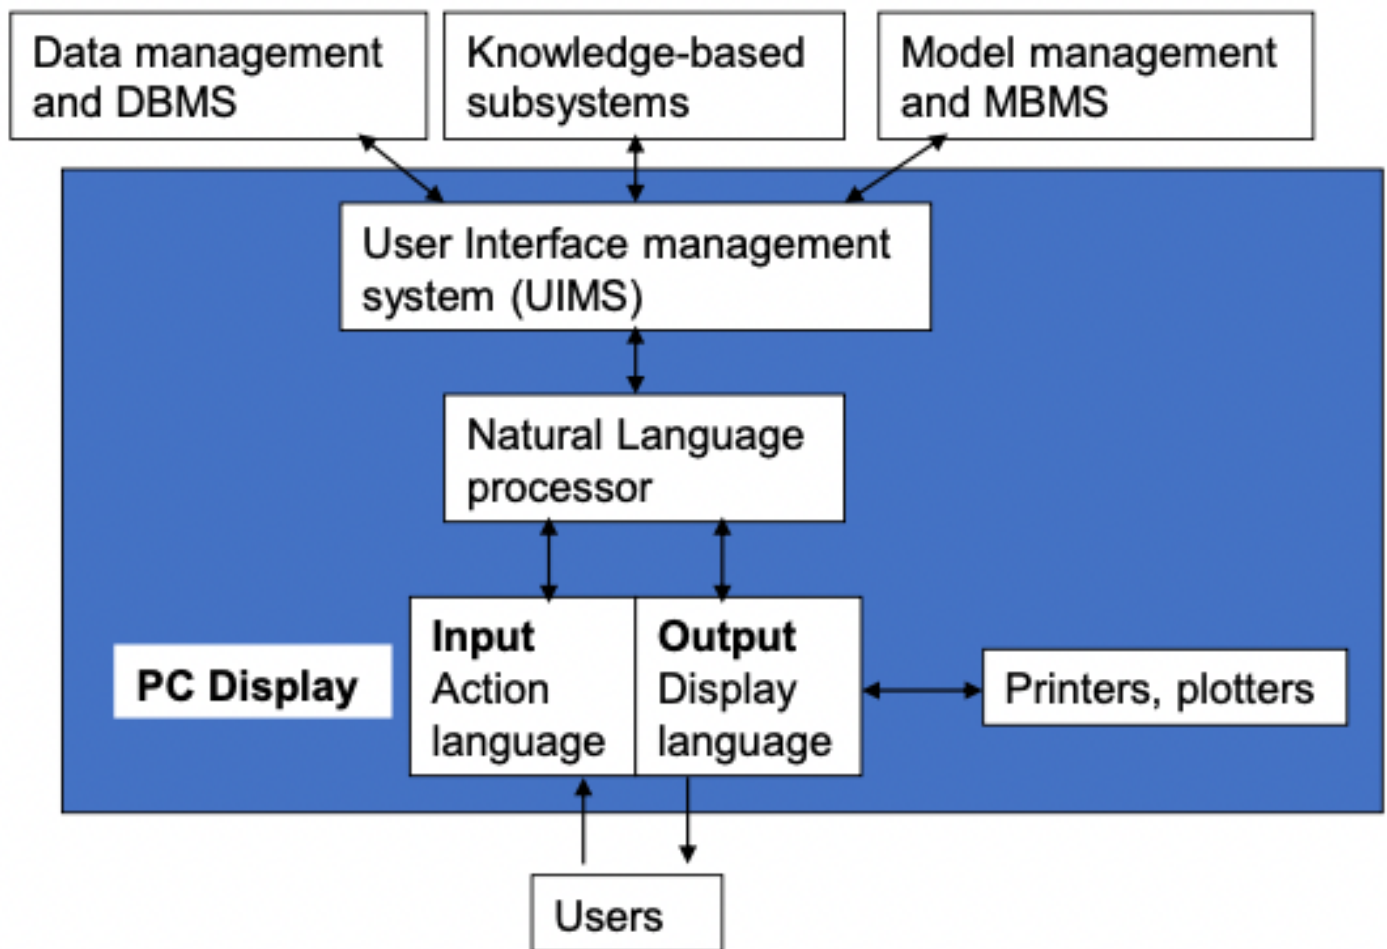 Data management
and DBMS
Knowledge-based
subsystems
Model management
and MBMS
User Interface management
system (UIMS)
Natural Language
processor
PC Display
Input
Action
language
Output
Display
language
Printers, plotters
Users